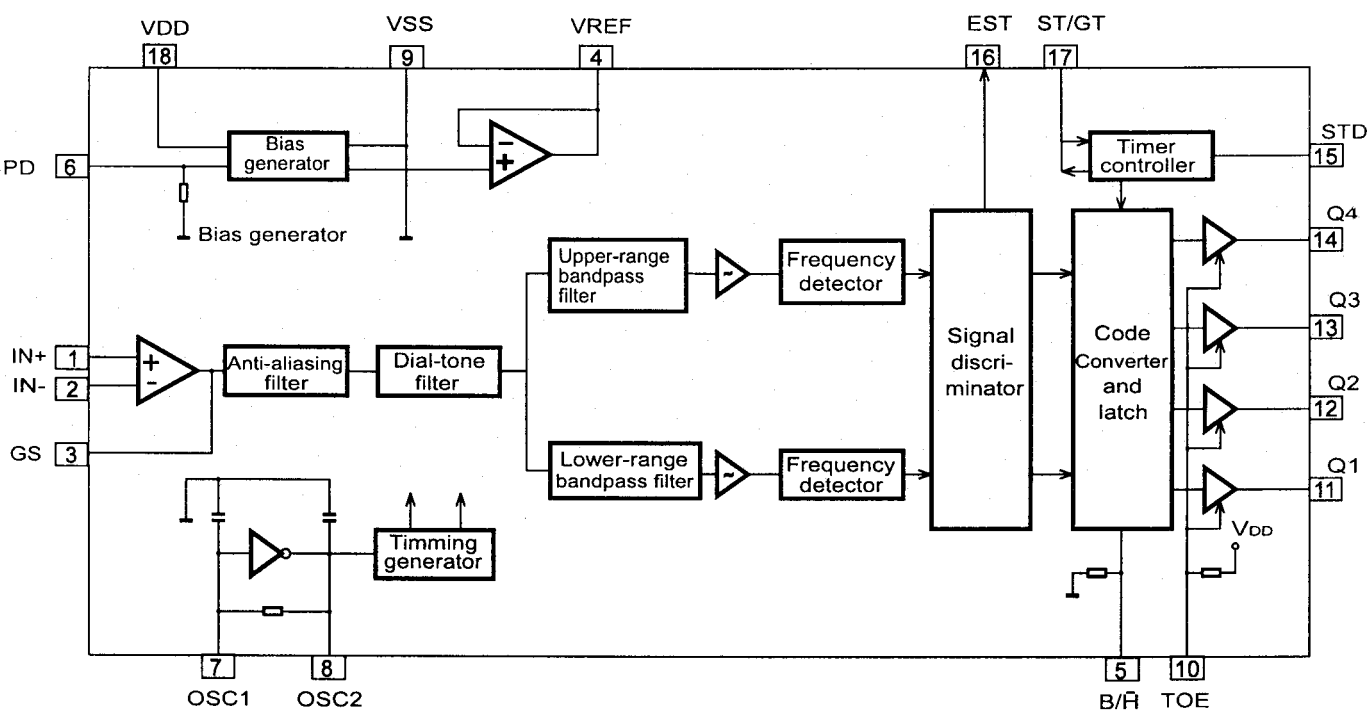 VDD
VSS
VREF
EST
ST/GT
18
9
4
16
17
PD
6
Bias
generator
−
+
Timer
controller
STD
15
Bias generator
Q4
14
Upper-range
bandpass
filter
~
Frequency
detector
Q3
13
IN+
1
IN-
2
+
−
Anti-aliasing
filter
Dial-tone
filter
Signal
discri-
minator
Code
Converter
and
latch
Q2
12
GS
3
Lower-range
bandpass filter
~
Frequency
detector
Q1
11
Timming
generator
VDD
7
8
5
10
OSC1
OSC2
B/H̄
TOE